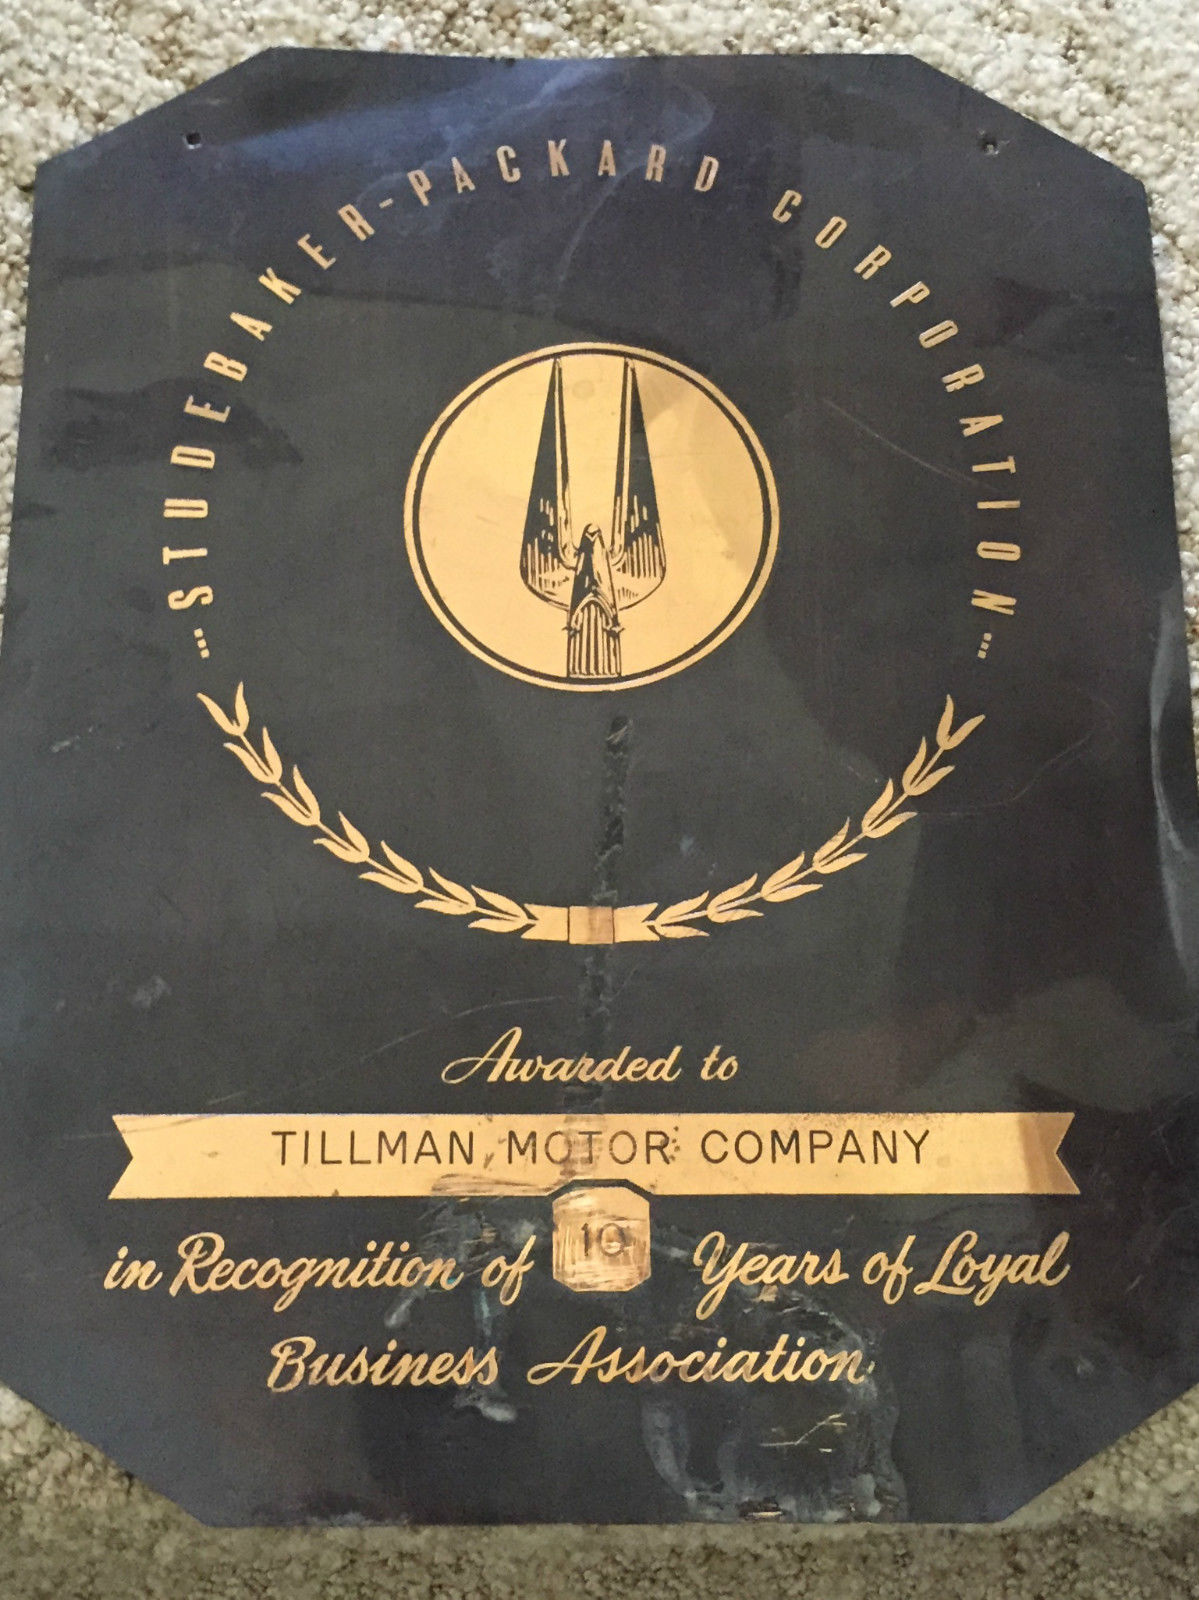 ...STUDEBAKER-PACKARD CORPORATION...
Awarded to
TILLMAN MOTOR COMPANY
in Recognition of 10 Years of Loyal
Business Association